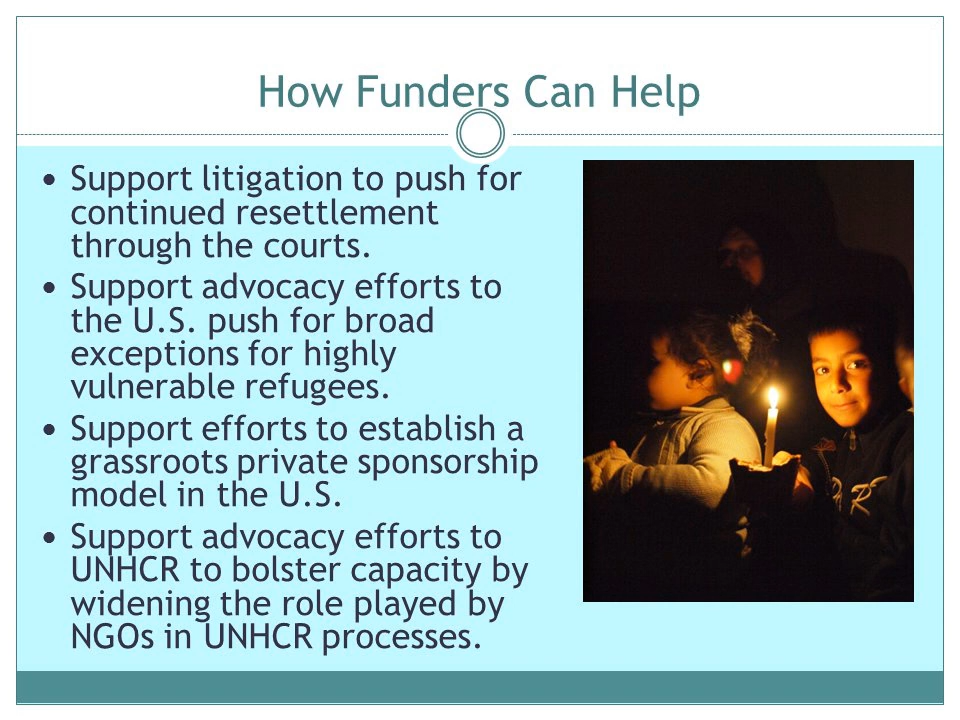 How Funders Can Help
• Support litigation to push for
continued resettlement
through the courts.
• Support advocacy efforts to
the U.S. push for broad
exceptions for highly
vulnerable refugees.
• Support efforts to establish a
grassroots private sponsorship
model in the U.S.
• Support advocacy efforts to
UNHCR to bolster capacity by
widening the role played by
NGOs in UNHCR processes.